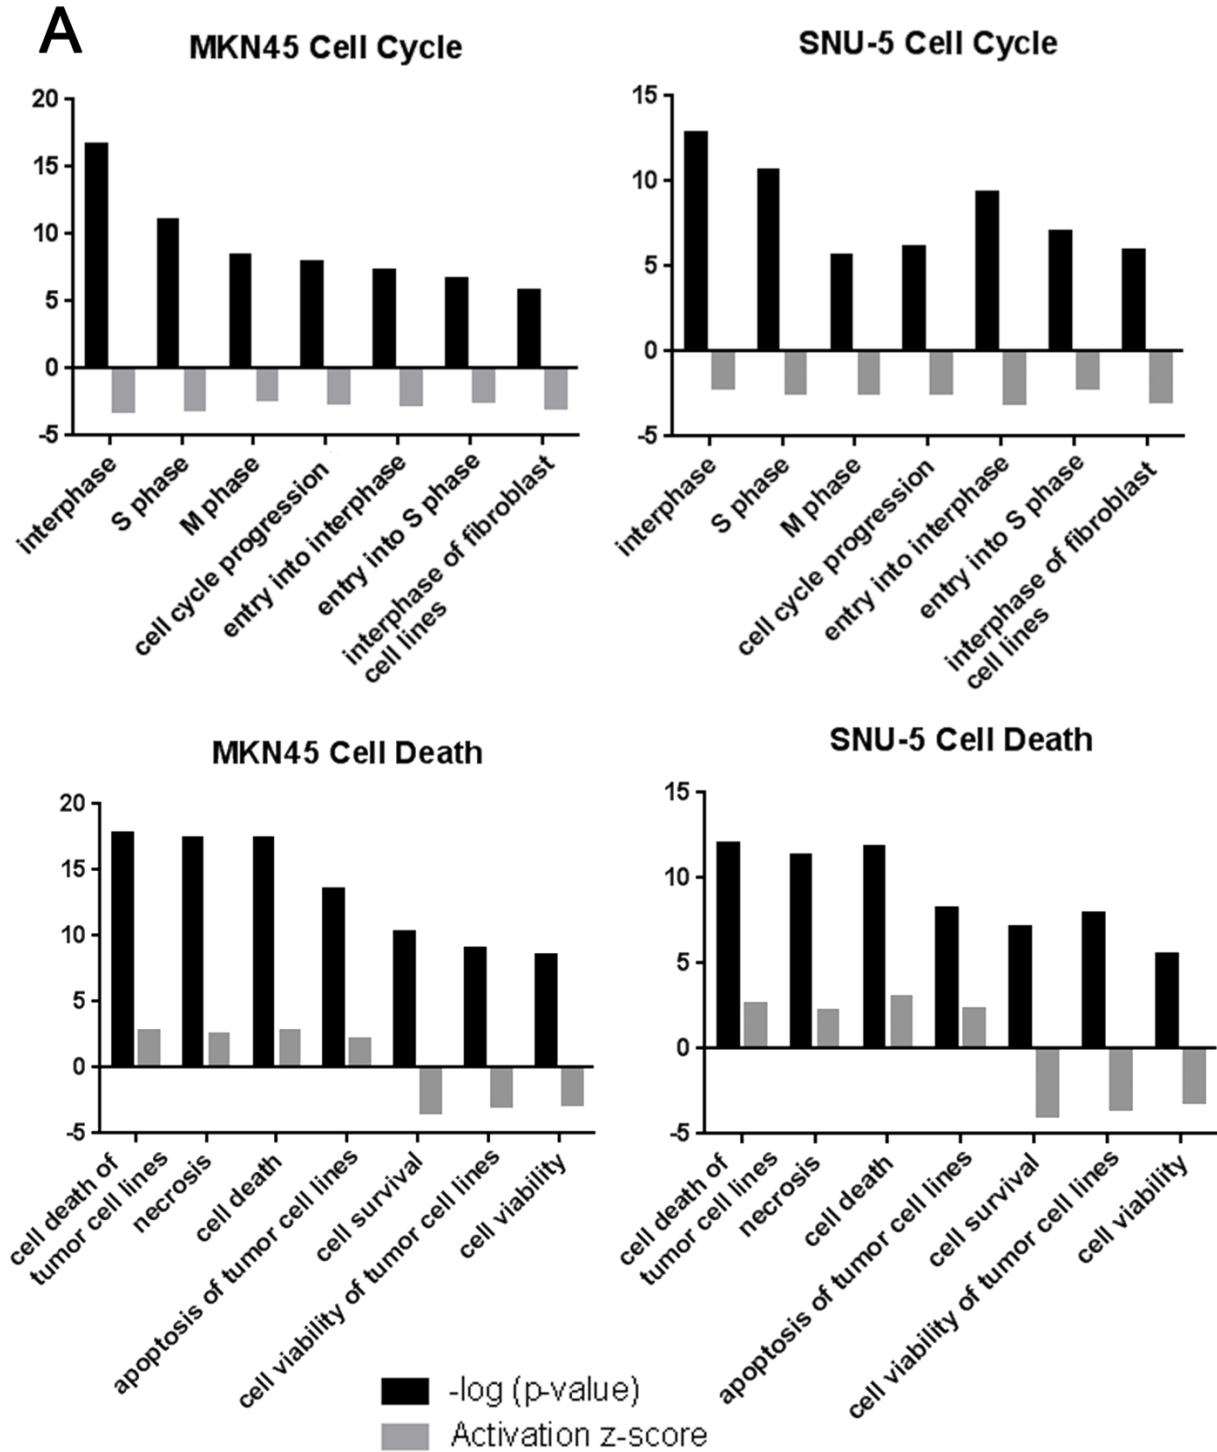 A
MKN45 Cell Cycle
20
15
10
5
0
-5
interphase
S phase
M phase
cell cycle progression
entry into interphase
entry into S phase
interphase of fibroblast
cell lines
SNU-5 Cell Cycle
15
10
5
0
-5
interphase
S phase
M phase
cell cycle progression
entry into interphase
entry into S phase
interphase of fibroblast
cell lines
MKN45 Cell Death
20
15
10
5
0
-5
cell death of
tumor cell lines
necrosis
cell death
apoptosis of tumor cell lines
cell survival
cell viability of tumor cell lines
cell viability
SNU-5 Cell Death
15
10
5
0
-5
cell death of
tumor cell lines
necrosis
cell death
apoptosis of tumor cell lines
cell survival
cell viability of tumor cell lines
cell viability
-log (p-value)
Activation z-score